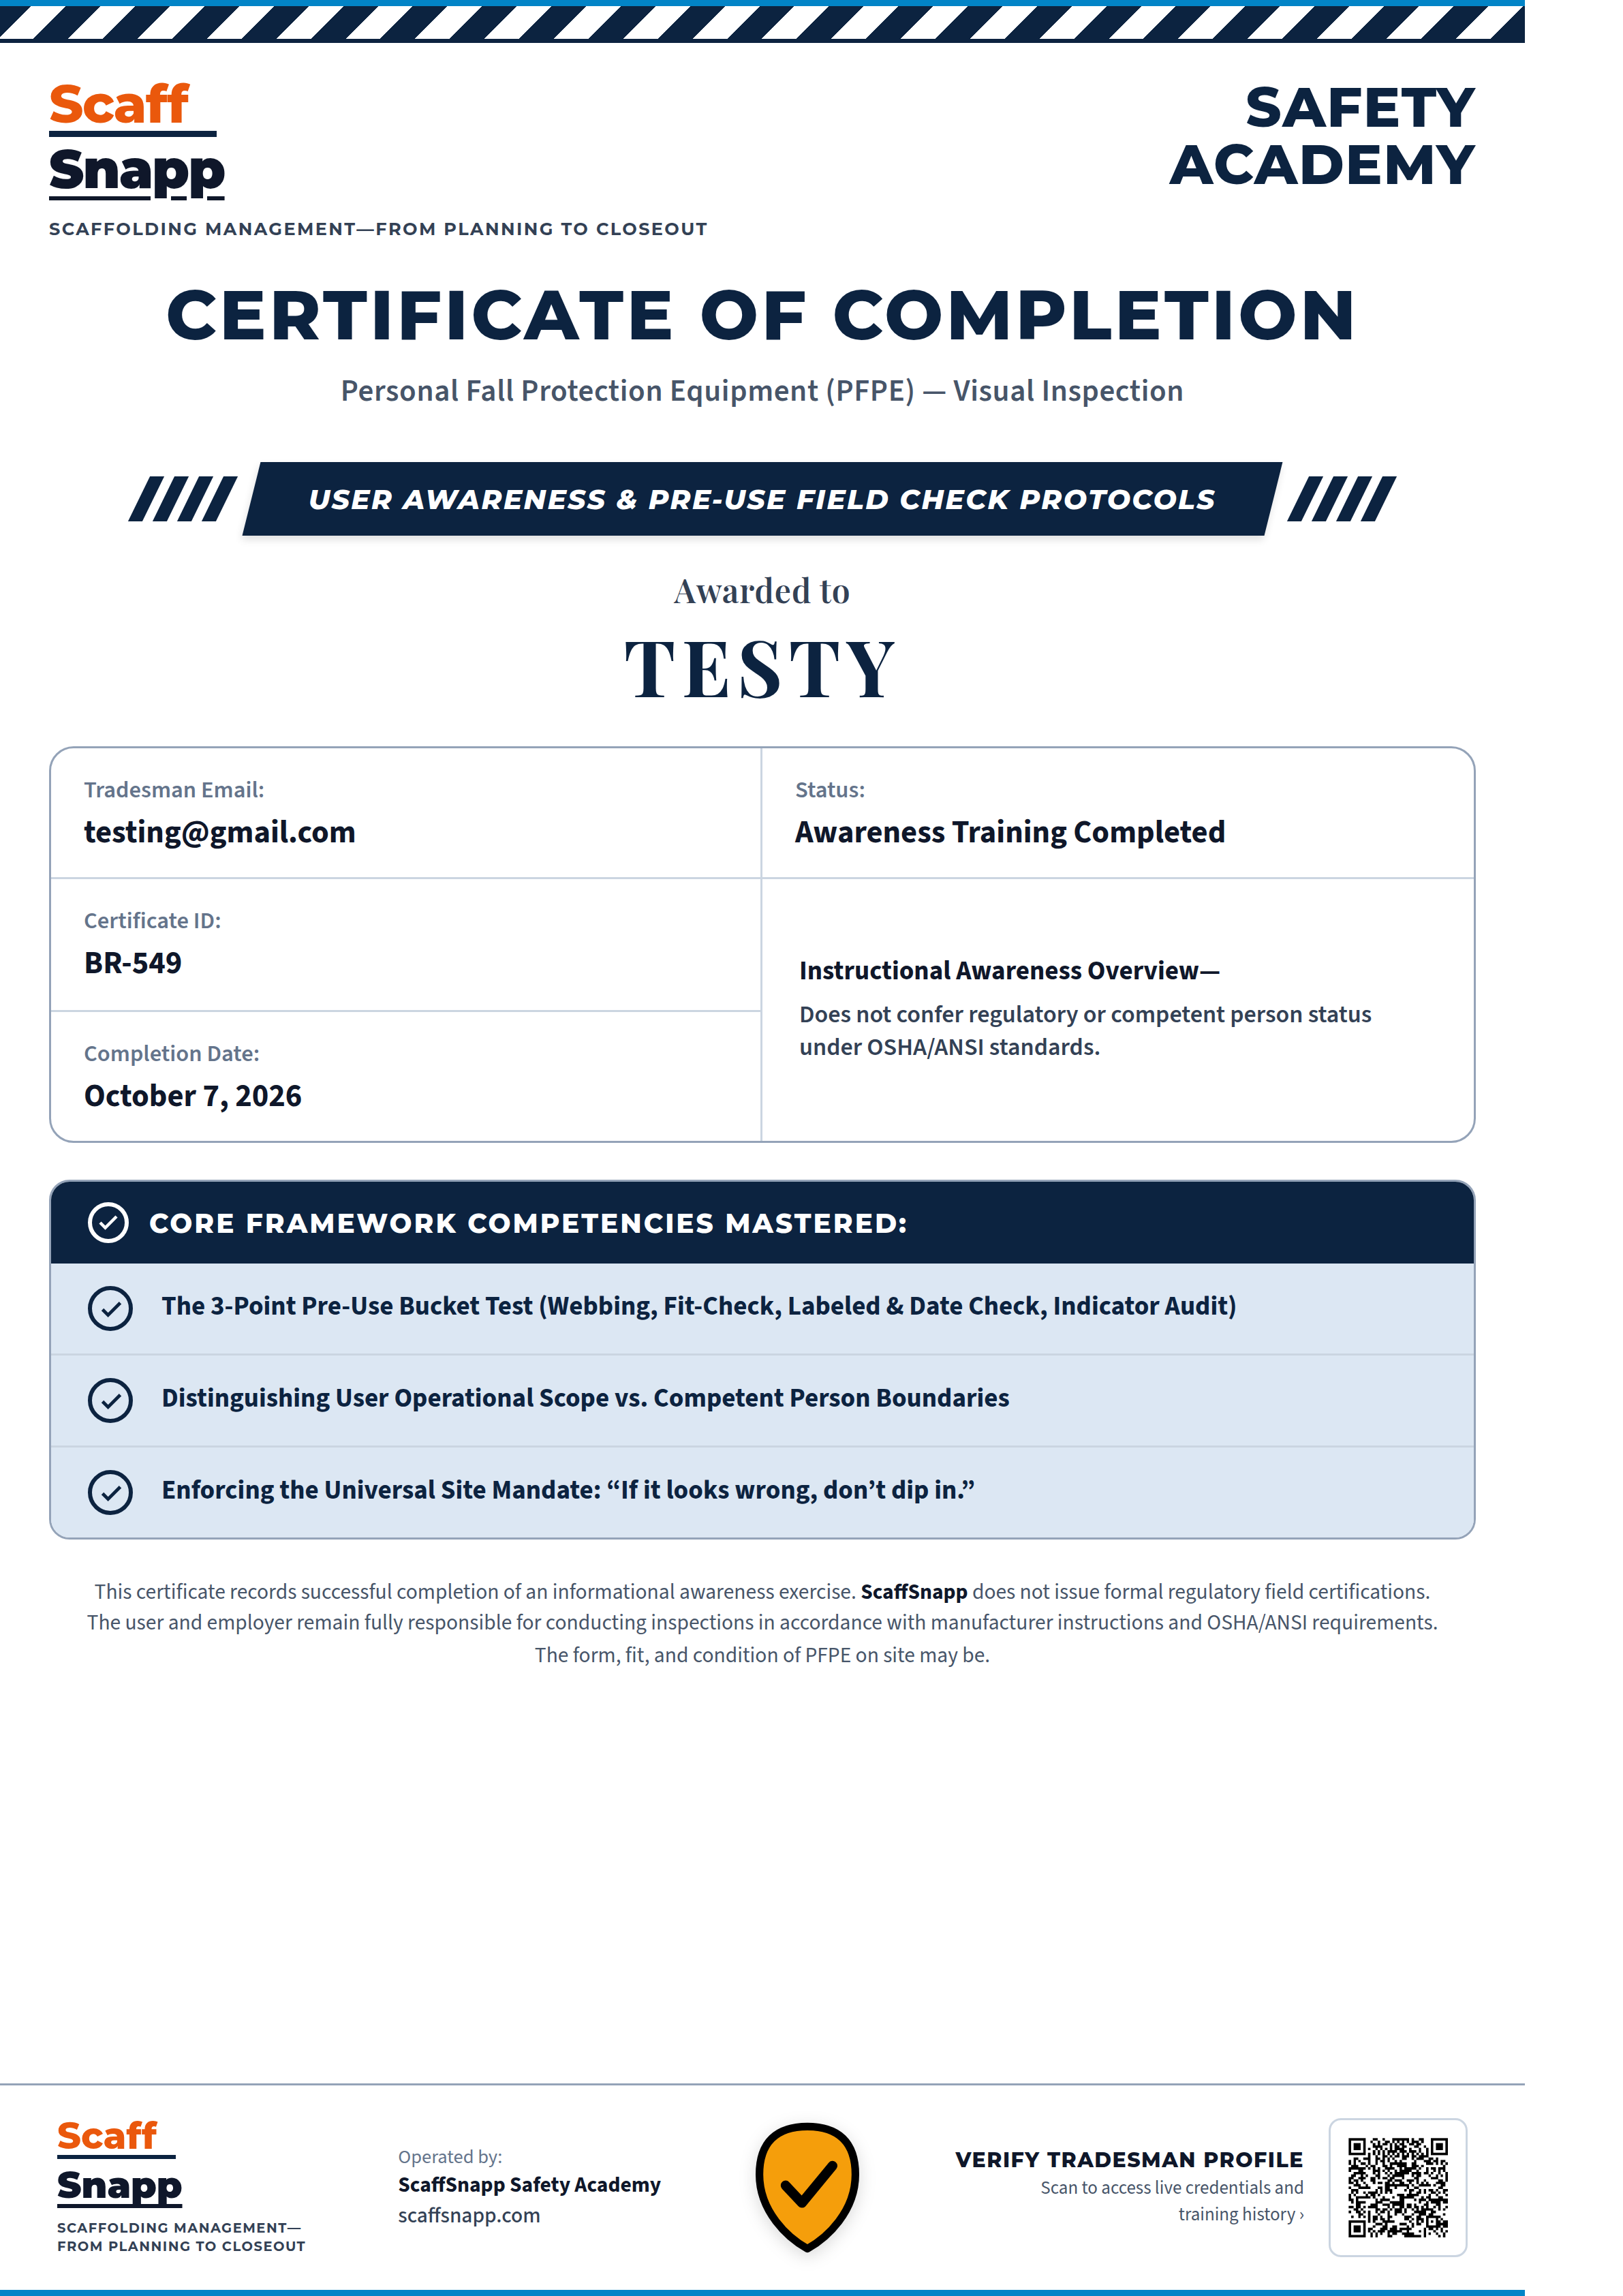 Scaff
Snapp
SCAFFOLDING MANAGEMENT—FROM PLANNING TO CLOSEOUT
SAFETY
ACADEMY
CERTIFICATE OF COMPLETION
Personal Fall Protection Equipment (PFPE) — Visual Inspection
USER AWARENESS & PRE-USE FIELD CHECK PROTOCOLS
Awarded to
TESTY
Tradesman Email:
testing@gmail.com
Status:
Awareness Training Completed
Certificate ID:
BR-549
Completion Date:
October 7, 2026
Instructional Awareness Overview—
Does not confer regulatory or competent person status
under OSHA/ANSI standards.
CORE FRAMEWORK COMPETENCIES MASTERED:
The 3-Point Pre-Use Bucket Test (Webbing, Fit-Check, Labeled & Date Check, Indicator Audit)
Distinguishing User Operational Scope vs. Competent Person Boundaries
Enforcing the Universal Site Mandate: “If it looks wrong, don’t dip in.”
This certificate records successful completion of an informational awareness exercise. ScaffSnapp does not issue formal regulatory field certifications.
The user and employer remain fully responsible for conducting inspections in accordance with manufacturer instructions and OSHA/ANSI requirements.
The form, fit, and condition of PFPE on site may be.
Scaff
Snapp
SCAFFOLDING MANAGEMENT—
FROM PLANNING TO CLOSEOUT
Operated by:
ScaffSnapp Safety Academy
scaffsnapp.com
VERIFY TRADESMAN PROFILE
Scan to access live credentials and
training history ›